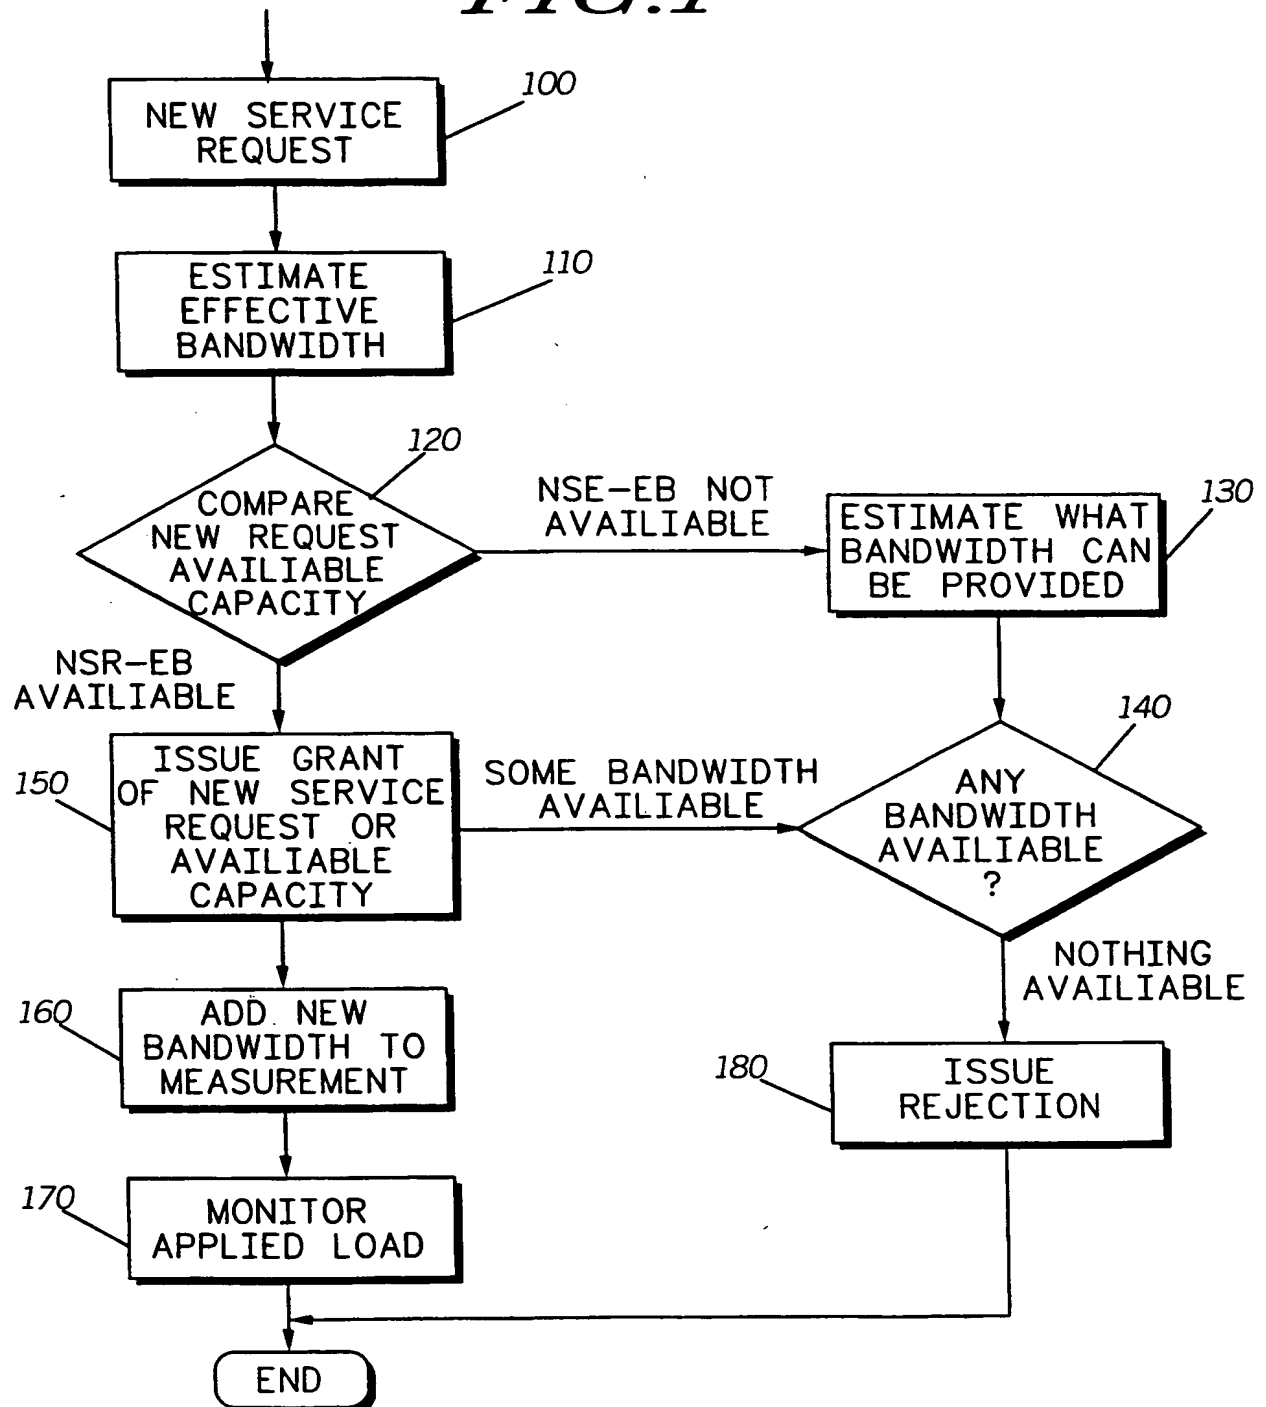 FIG.1
100
NEW SERVICE
REQUEST
110
ESTIMATE
EFFECTIVE
BANDWIDTH
120
COMPARE
NEW REQUEST
AVAILIABLE
CAPACITY
NSE-EB NOT
AVAILIABLE
130
ESTIMATE WHAT
BANDWIDTH CAN
BE PROVIDED
NSR-EB
AVAILIABLE
140
ANY
BANDWIDTH
AVAILIABLE
?
150
ISSUE GRANT
OF NEW SERVICE
REQUEST OR
AVAILIABLE
CAPACITY
SOME BANDWIDTH
AVAILIABLE
NOTHING
AVAILIABLE
160
ADD NEW
BANDWIDTH TO
MEASUREMENT
180
ISSUE
REJECTION
170
MONITOR
APPLIED LOAD
END